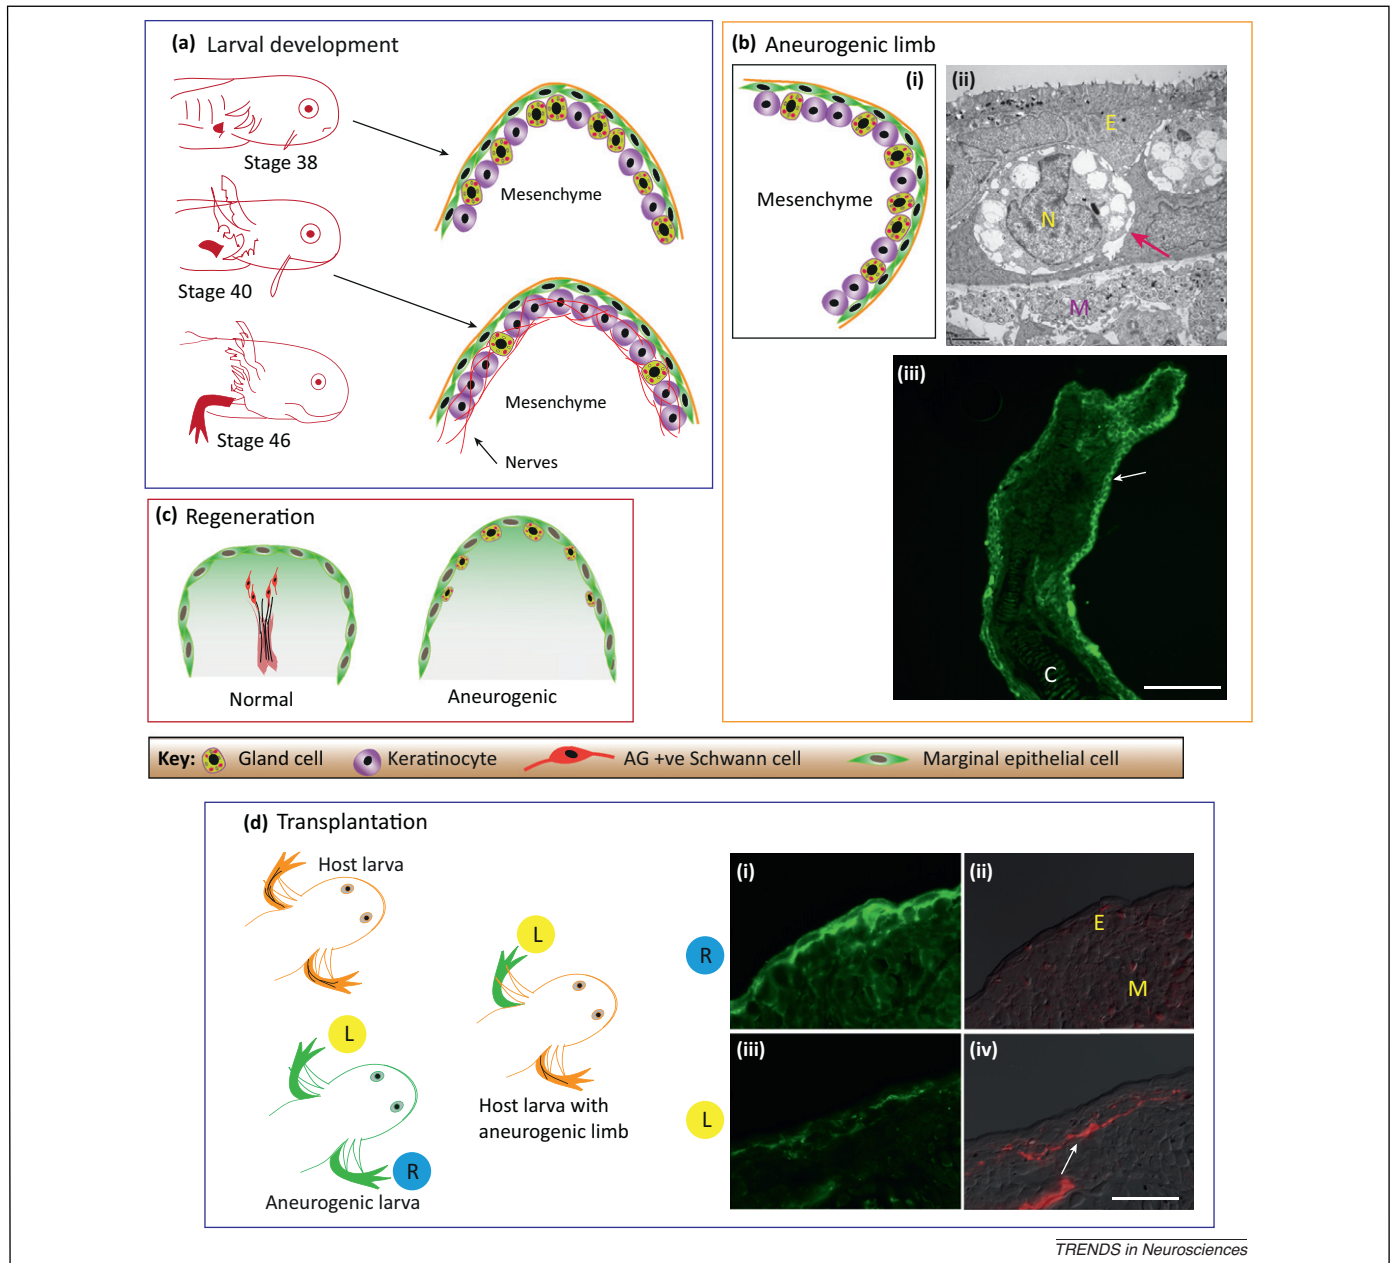 (a) Larval development
Stage 38
Mesenchyme
Stage 40
Stage 46
Mesenchyme
Nerves
(b) Aneurogenic limb
(i)
Mesenchyme
(ii)
E
N
M
(iii)
C
(c) Regeneration
Normal
Aneurogenic
Key: Gland cell Keratinocyte AG +ve Schwann cell Marginal epithelial cell
(d) Transplantation
Host larva
L
R
Aneurogenic larva
L
Host larva with
aneurogenic limb
R
(i)
(ii)
E
M
L
(iii)
(iv)
TRENDS in Neurosciences